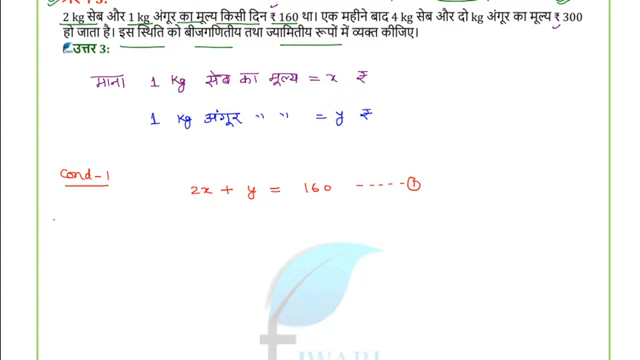 2 kg सेब और 1 kg अंगूर का मूल्य किसी दिन ₹ 160 था। एक महीने बाद 4 kg सेब और दो kg अंगूर का मूल्य ₹ 300
हो जाता है। इस स्थिति को बीजगणितीय तथा ज्यामितीय रूपों में व्यक्त कीजिए।
उत्तर 3:
माना 1 Kg सेब का मूल्य = x ₹
1 Kg अंगूर " " = y ₹
Cond-1
2x + y = 160 ----- ①
IWARI